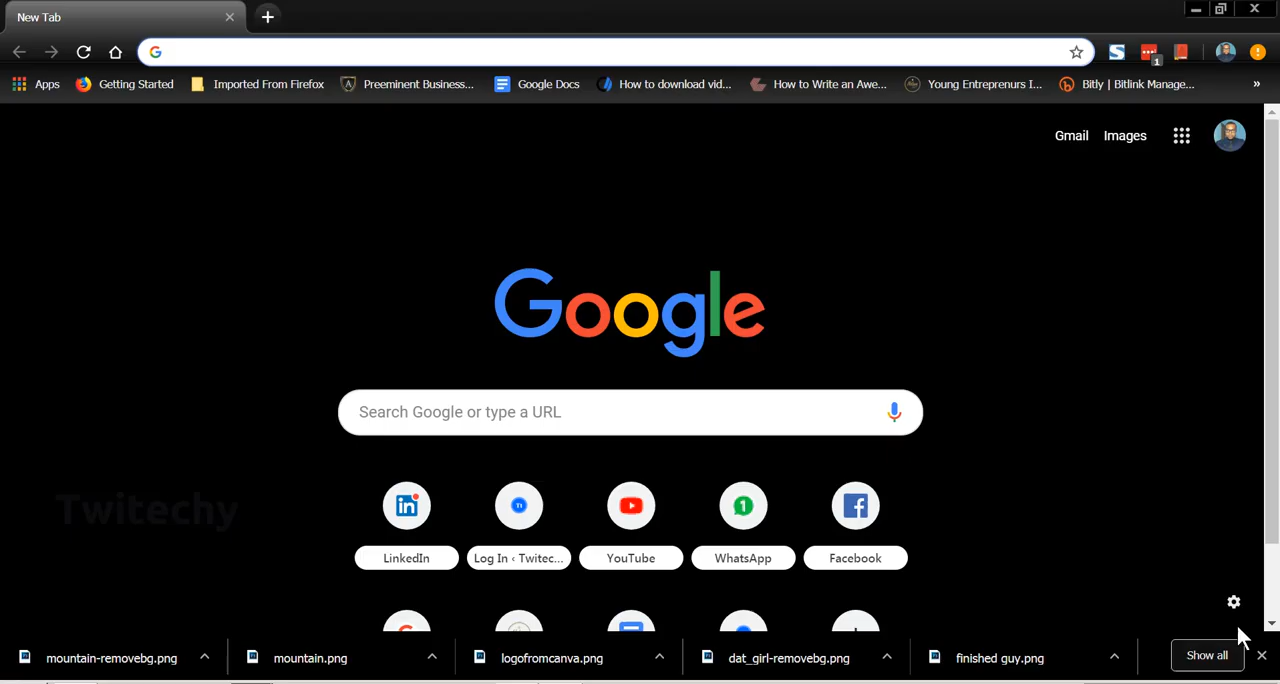 New Tab
Apps
Getting Started
Imported From Firefox
Preeminent Business...
Google Docs
How to download vid...
How to Write an Awe...
Young Entreprenurs I...
Bitly | Bitlink Manage...
»
1
Gmail
Images
Google
Search Google or type a URL
Twitechy
LinkedIn
Log In ‹ Twitec...
YouTube
WhatsApp
Facebook
mountain-removebg.png
mountain.png
logofromcanva.png
dat_girl-removebg.png
finished guy.png
Show all